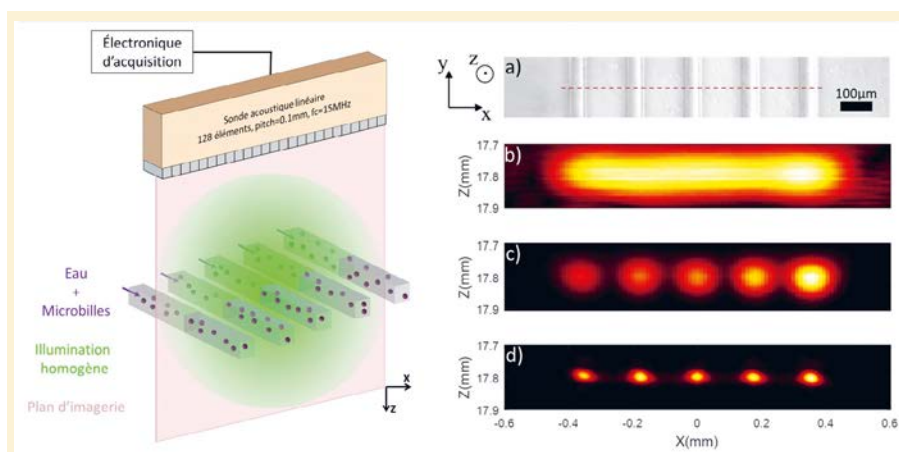 Électronique
d'acquisition
Sonde acoustique linéaire
128 éléments, pitch=0.1mm, fc=15MHz
Eau
+
Microbilles
Illumination
homogène
Plan d'imagerie
x
z
y
z
x
a)
100µm
b)
17.7
17.8
17.9
Z(mm)
c)
17.7
17.8
17.9
Z(mm)
d)
17.7
17.8
17.9
Z(mm)
-0.6 -0.4 -0.2 0 0.2 0.4 0.6
X(mm)